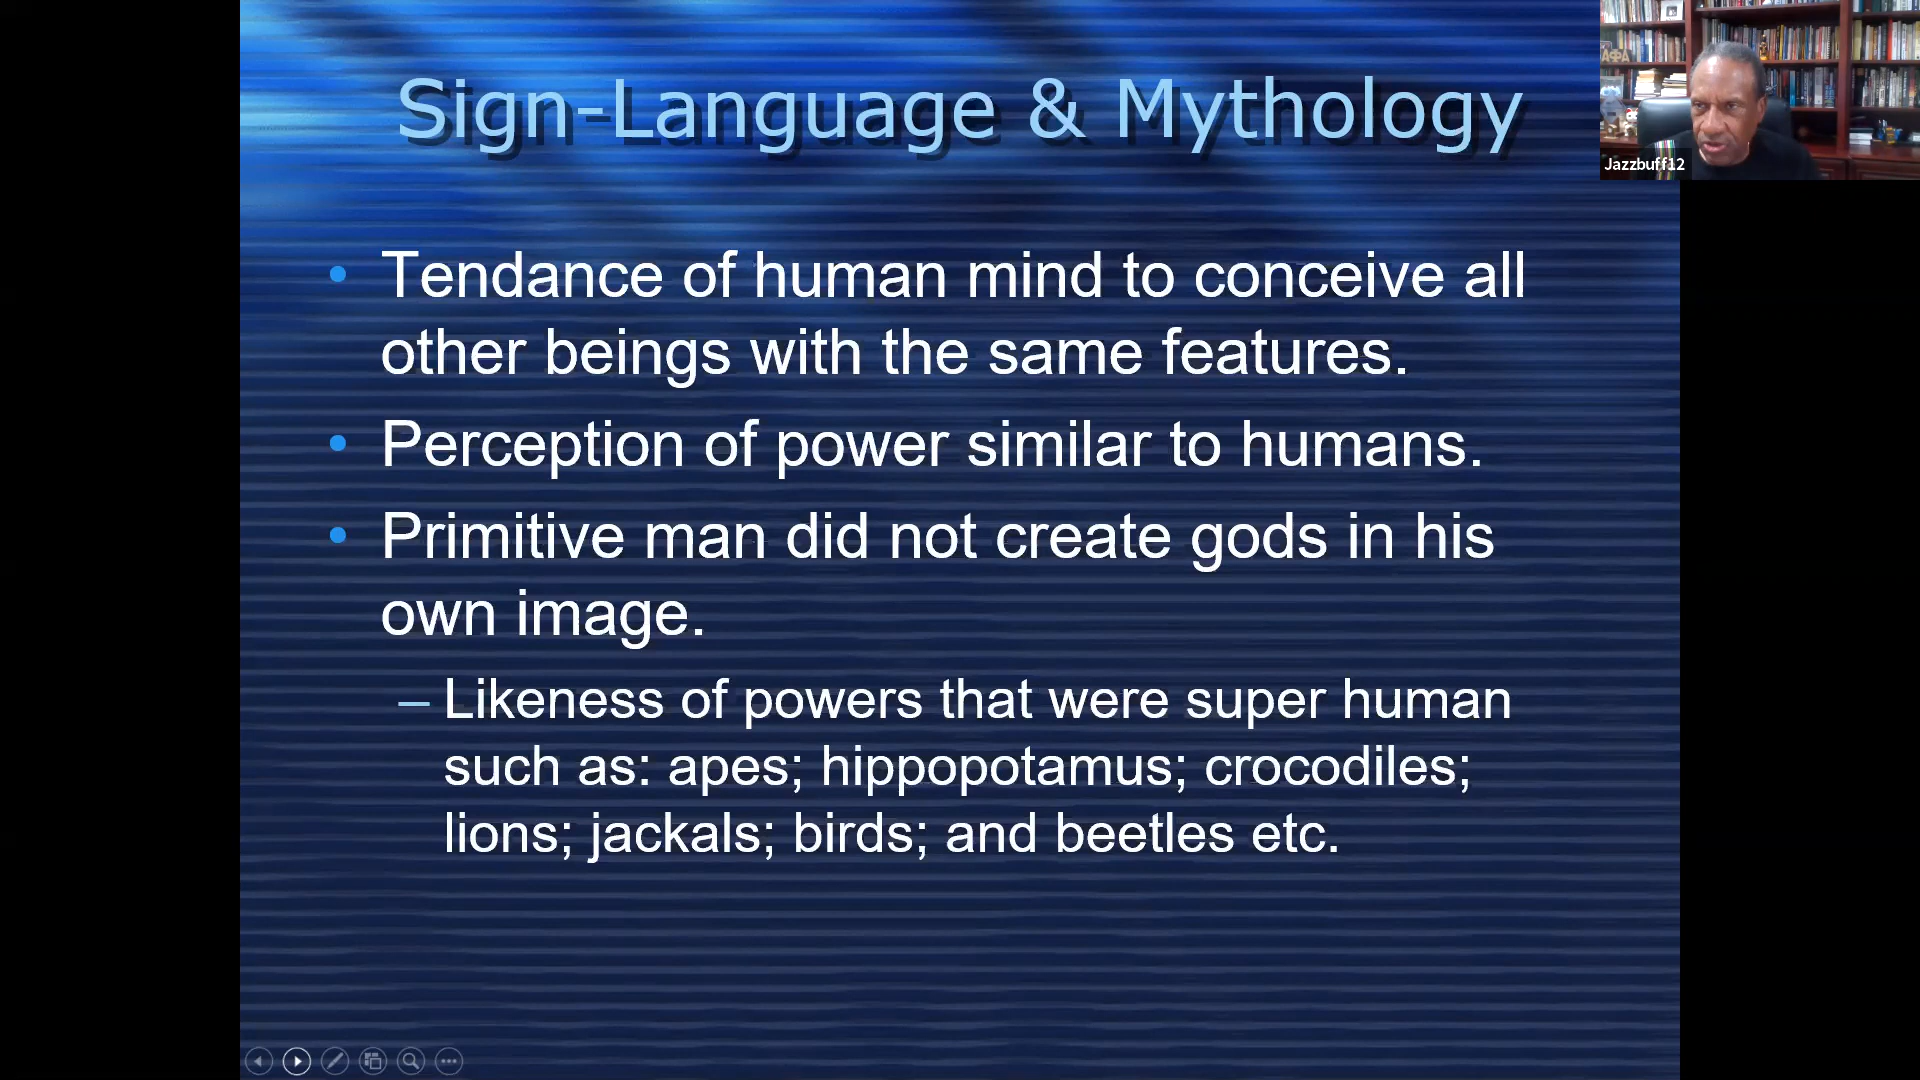 Sign-Language & Mythology
Jazzbuff12
• Tendance of human mind to conceive all
other beings with the same features.
• Perception of power similar to humans.
• Primitive man did not create gods in his
own image.
– Likeness of powers that were super human
such as: apes; hippopotamus; crocodiles;
lions; jackals; birds; and beetles etc.